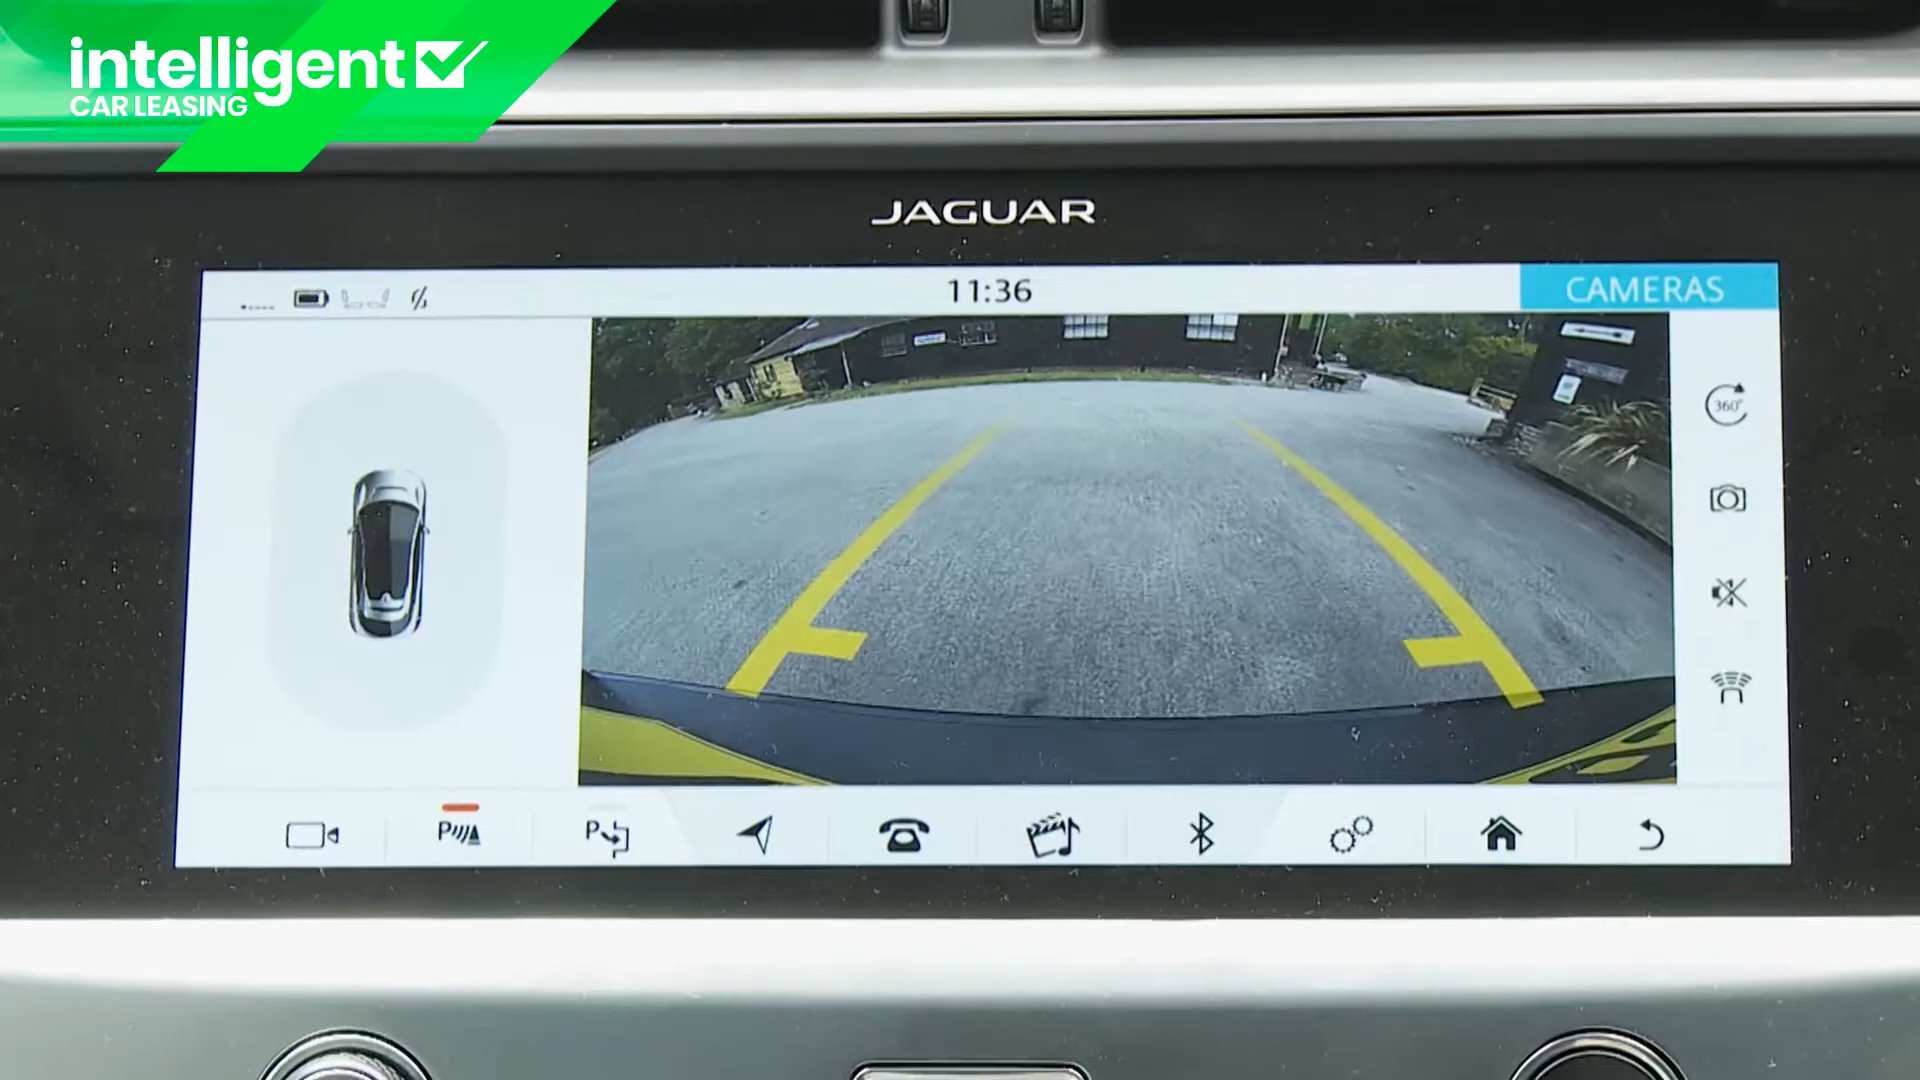 intelligent
CAR LEASING
JAGUAR
11:36
CAMERAS
360°
P
P